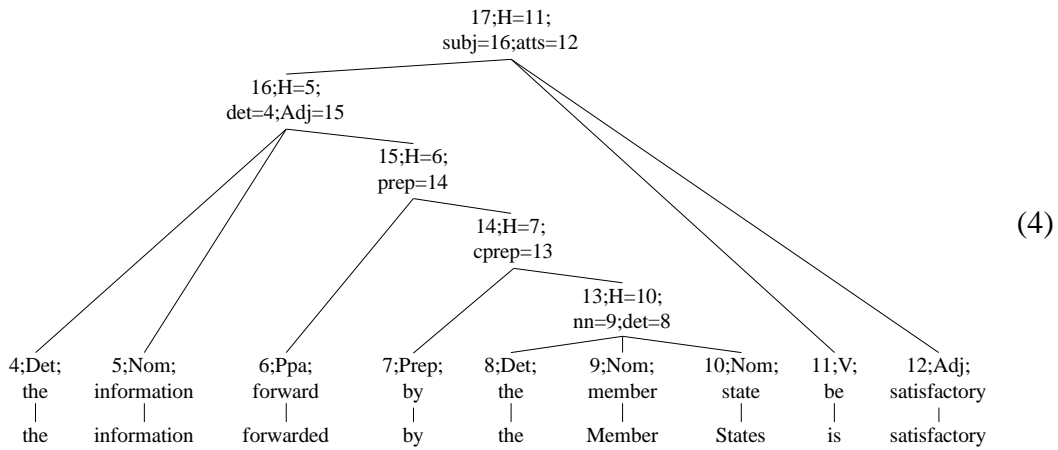 17;H=11;
subj=16;atts=12
16;H=5;
det=4;Adj=15
15;H=6;
prep=14
14;H=7;
cprep=13
(4)
13;H=10;
nn=9;det=8
4;Det; 5;Nom; 6;Ppa; 7;Prep; 8;Det; 9;Nom; 10;Nom; 11;V; 12;Adj;
the information forward by the member state be satisfactory
the information forwarded by the Member States is satisfactory